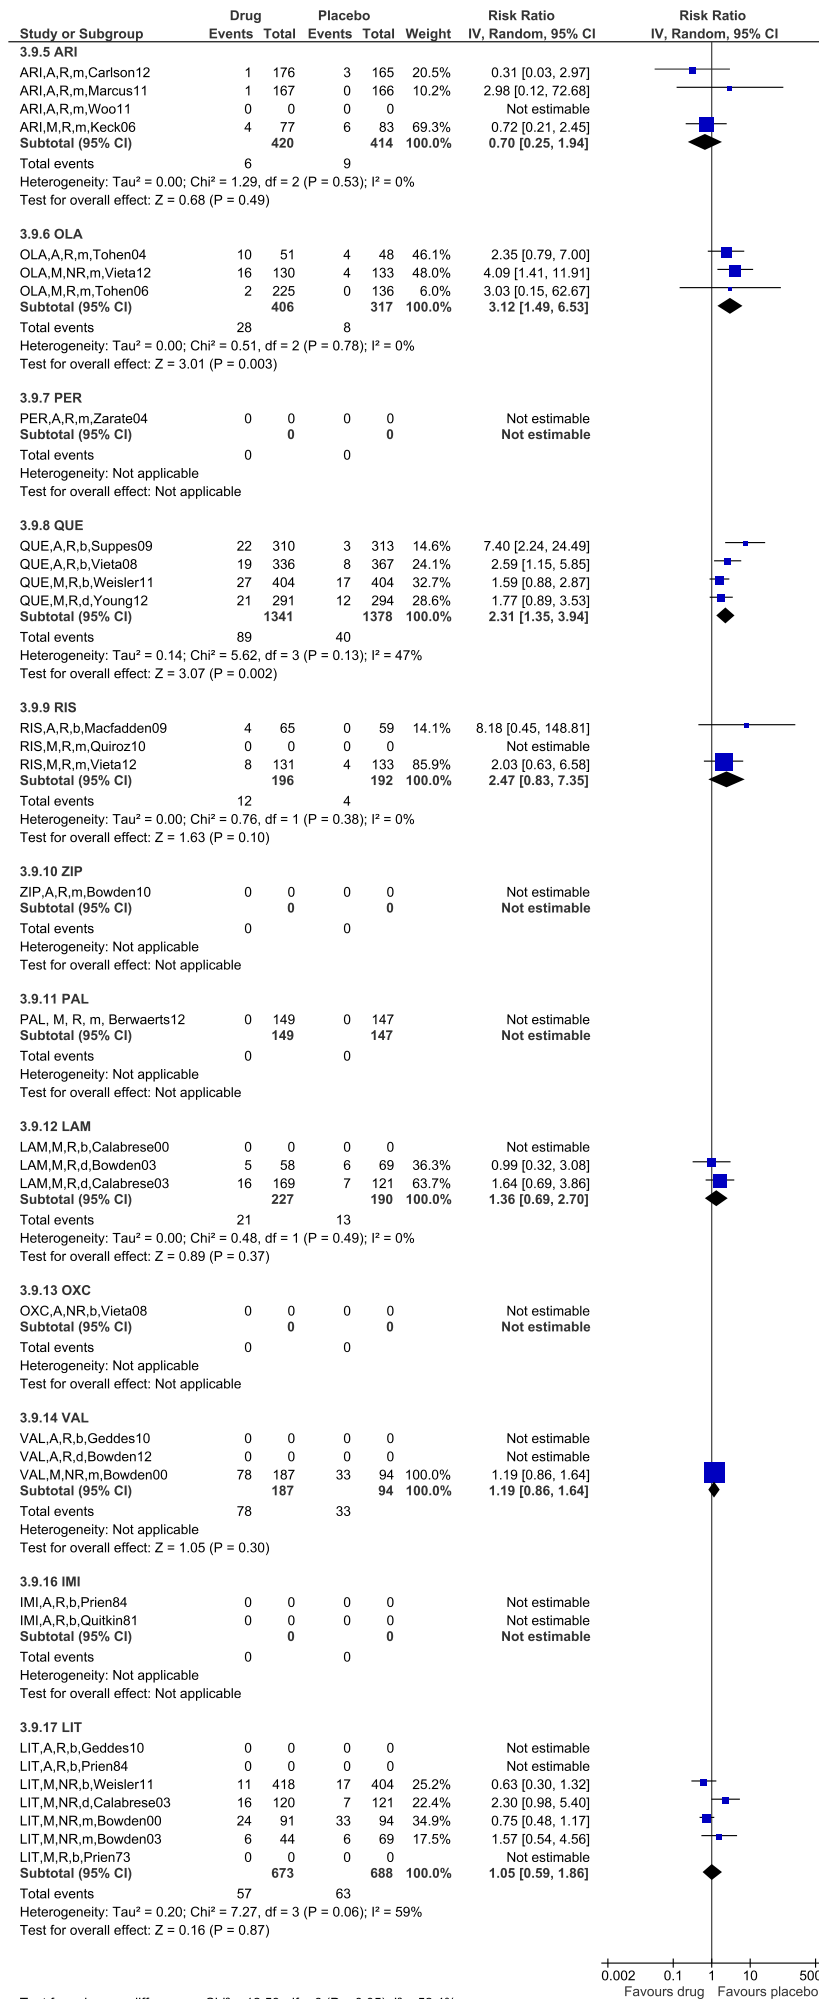 Drug Placebo Risk Ratio Risk Ratio
Study or Subgroup Events Total Events Total Weight IV, Random, 95% CI IV, Random, 95% CI
3.9.5 ARI
ARI,A,R,m,Carlson12 1 176 3 165 20.5% 0.31 [0.03, 2.97]
ARI,A,R,m,Marcus11 1 167 0 166 10.2% 2.98 [0.12, 72.68]
ARI,A,R,m,Woo11 0 0 0 0 Not estimable
ARI,M,R,m,Keck06 4 77 6 83 69.3% 0.72 [0.21, 2.45]
Subtotal (95% CI) 420 414 100.0% 0.70 [0.25, 1.94]
Total events 6 9
Heterogeneity: Tau² = 0.00; Chi² = 1.29, df = 2 (P = 0.53); I² = 0%
Test for overall effect: Z = 0.68 (P = 0.49)
3.9.6 OLA
OLA,A,R,m,Tohen04 10 51 4 48 46.1% 2.35 [0.79, 7.00]
OLA,M,NR,m,Vieta12 16 130 4 133 48.0% 4.09 [1.41, 11.91]
OLA,M,R,m,Tohen06 2 225 0 136 6.0% 3.03 [0.15, 62.67]
Subtotal (95% CI) 406 317 100.0% 3.12 [1.49, 6.53]
Total events 28 8
Heterogeneity: Tau² = 0.00; Chi² = 0.51, df = 2 (P = 0.78); I² = 0%
Test for overall effect: Z = 3.01 (P = 0.003)
3.9.7 PER
PER,A,R,m,Zarate04 0 0 0 0 Not estimable
Subtotal (95% CI) 0 0 Not estimable
Total events 0 0
Heterogeneity: Not applicable
Test for overall effect: Not applicable
3.9.8 QUE
QUE,A,R,b,Suppes09 22 310 3 313 14.6% 7.40 [2.24, 24.49]
QUE,A,R,b,Vieta08 19 336 8 367 24.1% 2.59 [1.15, 5.85]
QUE,M,R,b,Weisler11 27 404 17 404 32.7% 1.59 [0.88, 2.87]
QUE,M,R,d,Young12 21 291 12 294 28.6% 1.77 [0.89, 3.53]
Subtotal (95% CI) 1341 1378 100.0% 2.31 [1.35, 3.94]
Total events 89 40
Heterogeneity: Tau² = 0.14; Chi² = 5.62, df = 3 (P = 0.13); I² = 47%
Test for overall effect: Z = 3.07 (P = 0.002)
3.9.9 RIS
RIS,A,R,b,Macfadden09 4 65 0 59 14.1% 8.18 [0.45, 148.81]
RIS,M,R,m,Quiroz10 0 0 0 0 Not estimable
RIS,M,R,m,Vieta12 8 131 4 133 85.9% 2.03 [0.63, 6.58]
Subtotal (95% CI) 196 192 100.0% 2.47 [0.83, 7.35]
Total events 12 4
Heterogeneity: Tau² = 0.00; Chi² = 0.76, df = 1 (P = 0.38); I² = 0%
Test for overall effect: Z = 1.63 (P = 0.10)
3.9.10 ZIP
ZIP,A,R,m,Bowden10 0 0 0 0 Not estimable
Subtotal (95% CI) 0 0 Not estimable
Total events 0 0
Heterogeneity: Not applicable
Test for overall effect: Not applicable
3.9.11 PAL
PAL, M, R, m, Berwaerts12 0 149 0 147 Not estimable
Subtotal (95% CI) 149 147 Not estimable
Total events 0 0
Heterogeneity: Not applicable
Test for overall effect: Not applicable
3.9.12 LAM
LAM,M,R,b,Calabrese00 0 0 0 0 Not estimable
LAM,M,R,d,Bowden03 5 58 6 69 36.3% 0.99 [0.32, 3.08]
LAM,M,R,d,Calabrese03 16 169 7 121 63.7% 1.64 [0.69, 3.86]
Subtotal (95% CI) 227 190 100.0% 1.36 [0.69, 2.70]
Total events 21 13
Heterogeneity: Tau² = 0.00; Chi² = 0.48, df = 1 (P = 0.49); I² = 0%
Test for overall effect: Z = 0.89 (P = 0.37)
3.9.13 OXC
OXC,A,NR,b,Vieta08 0 0 0 0 Not estimable
Subtotal (95% CI) 0 0 Not estimable
Total events 0 0
Heterogeneity: Not applicable
Test for overall effect: Not applicable
3.9.14 VAL
VAL,A,R,b,Geddes10 0 0 0 0 Not estimable
VAL,A,R,d,Bowden12 0 0 0 0 Not estimable
VAL,M,NR,m,Bowden00 78 187 33 94 100.0% 1.19 [0.86, 1.64]
Subtotal (95% CI) 187 94 100.0% 1.19 [0.86, 1.64]
Total events 78 33
Heterogeneity: Not applicable
Test for overall effect: Z = 1.05 (P = 0.30)
3.9.16 IMI
IMI,A,R,b,Prien84 0 0 0 0 Not estimable
IMI,A,R,b,Quitkin81 0 0 0 0 Not estimable
Subtotal (95% CI) 0 0 Not estimable
Total events 0 0
Heterogeneity: Not applicable
Test for overall effect: Not applicable
3.9.17 LIT
LIT,A,R,b,Geddes10 0 0 0 0 Not estimable
LIT,A,R,b,Prien84 0 0 0 0 Not estimable
LIT,M,NR,b,Weisler11 11 418 17 404 25.2% 0.63 [0.30, 1.32]
LIT,M,NR,d,Calabrese03 16 120 7 121 22.4% 2.30 [0.98, 5.40]
LIT,M,NR,m,Bowden00 24 91 33 94 34.9% 0.75 [0.48, 1.17]
LIT,M,NR,m,Bowden03 6 44 6 69 17.5% 1.57 [0.54, 4.56]
LIT,M,R,b,Prien73 0 0 0 0 Not estimable
Subtotal (95% CI) 673 688 100.0% 1.05 [0.59, 1.86]
Total events 57 63
Heterogeneity: Tau² = 0.20; Chi² = 7.27, df = 3 (P = 0.06); I² = 59%
Test for overall effect: Z = 0.16 (P = 0.87)
0.002 0.1 1 10 500
Favours drug Favours placebo